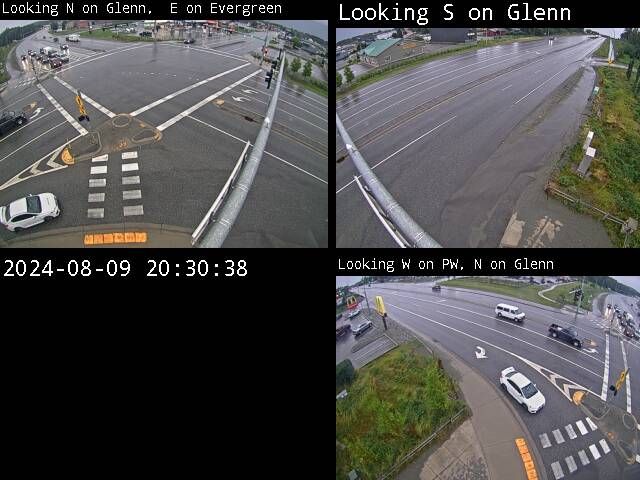 Looking N on Glenn,  E on Evergreen
Looking S on Glenn
2024-08-09 20:30:38
Looking W on PW, N on Glenn